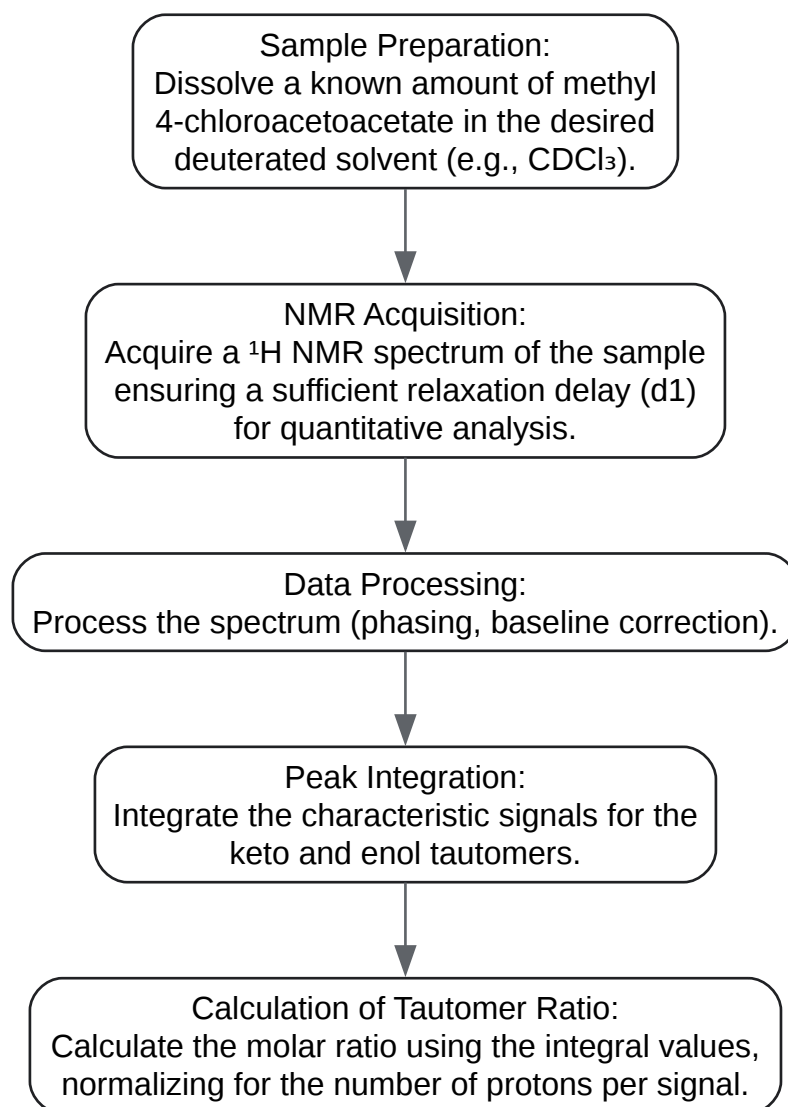 Sample Preparation:
Dissolve a known amount of methyl
4-chloroacetoacetate in the desired
deuterated solvent (e.g., CDCl₃).
NMR Acquisition:
Acquire a ¹H NMR spectrum of the sample
ensuring a sufficient relaxation delay (d1)
for quantitative analysis.
Data Processing:
Process the spectrum (phasing, baseline correction).
Peak Integration:
Integrate the characteristic signals for the
keto and enol tautomers.
Calculation of Tautomer Ratio:
Calculate the molar ratio using the integral values,
normalizing for the number of protons per signal.